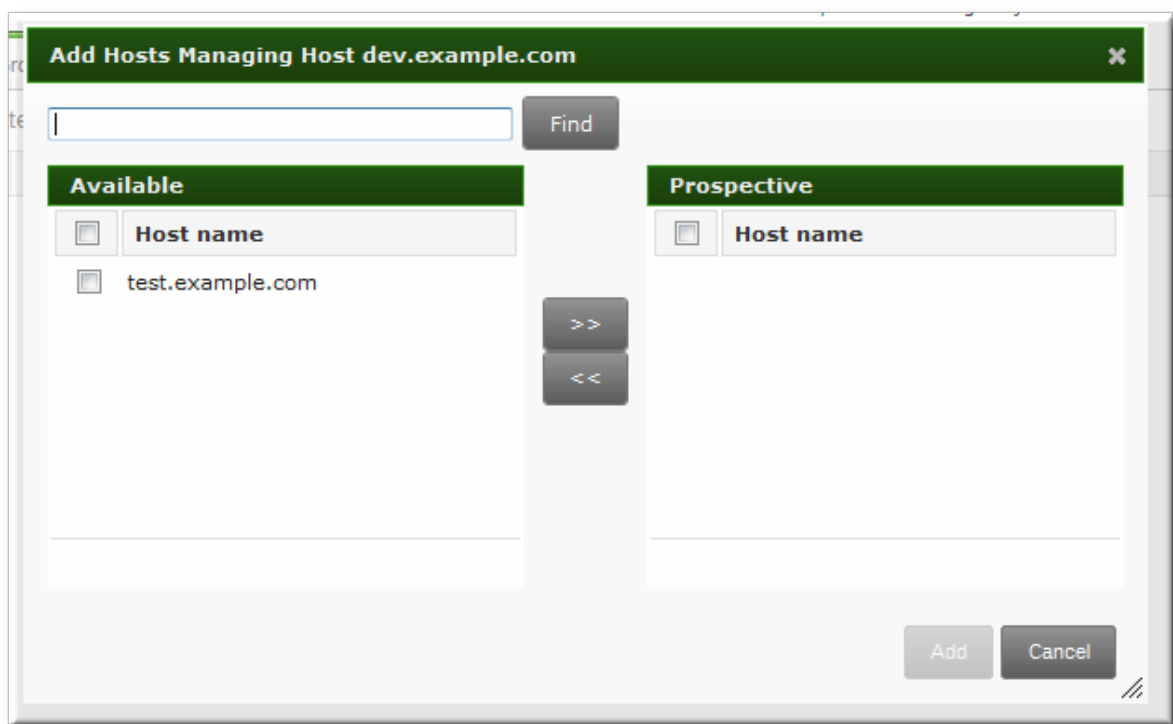 Add Hosts Managing Host dev.example.com
Find
Available
Prospective
Host name
Host name
test.example.com
>>
<<
Add
Cancel